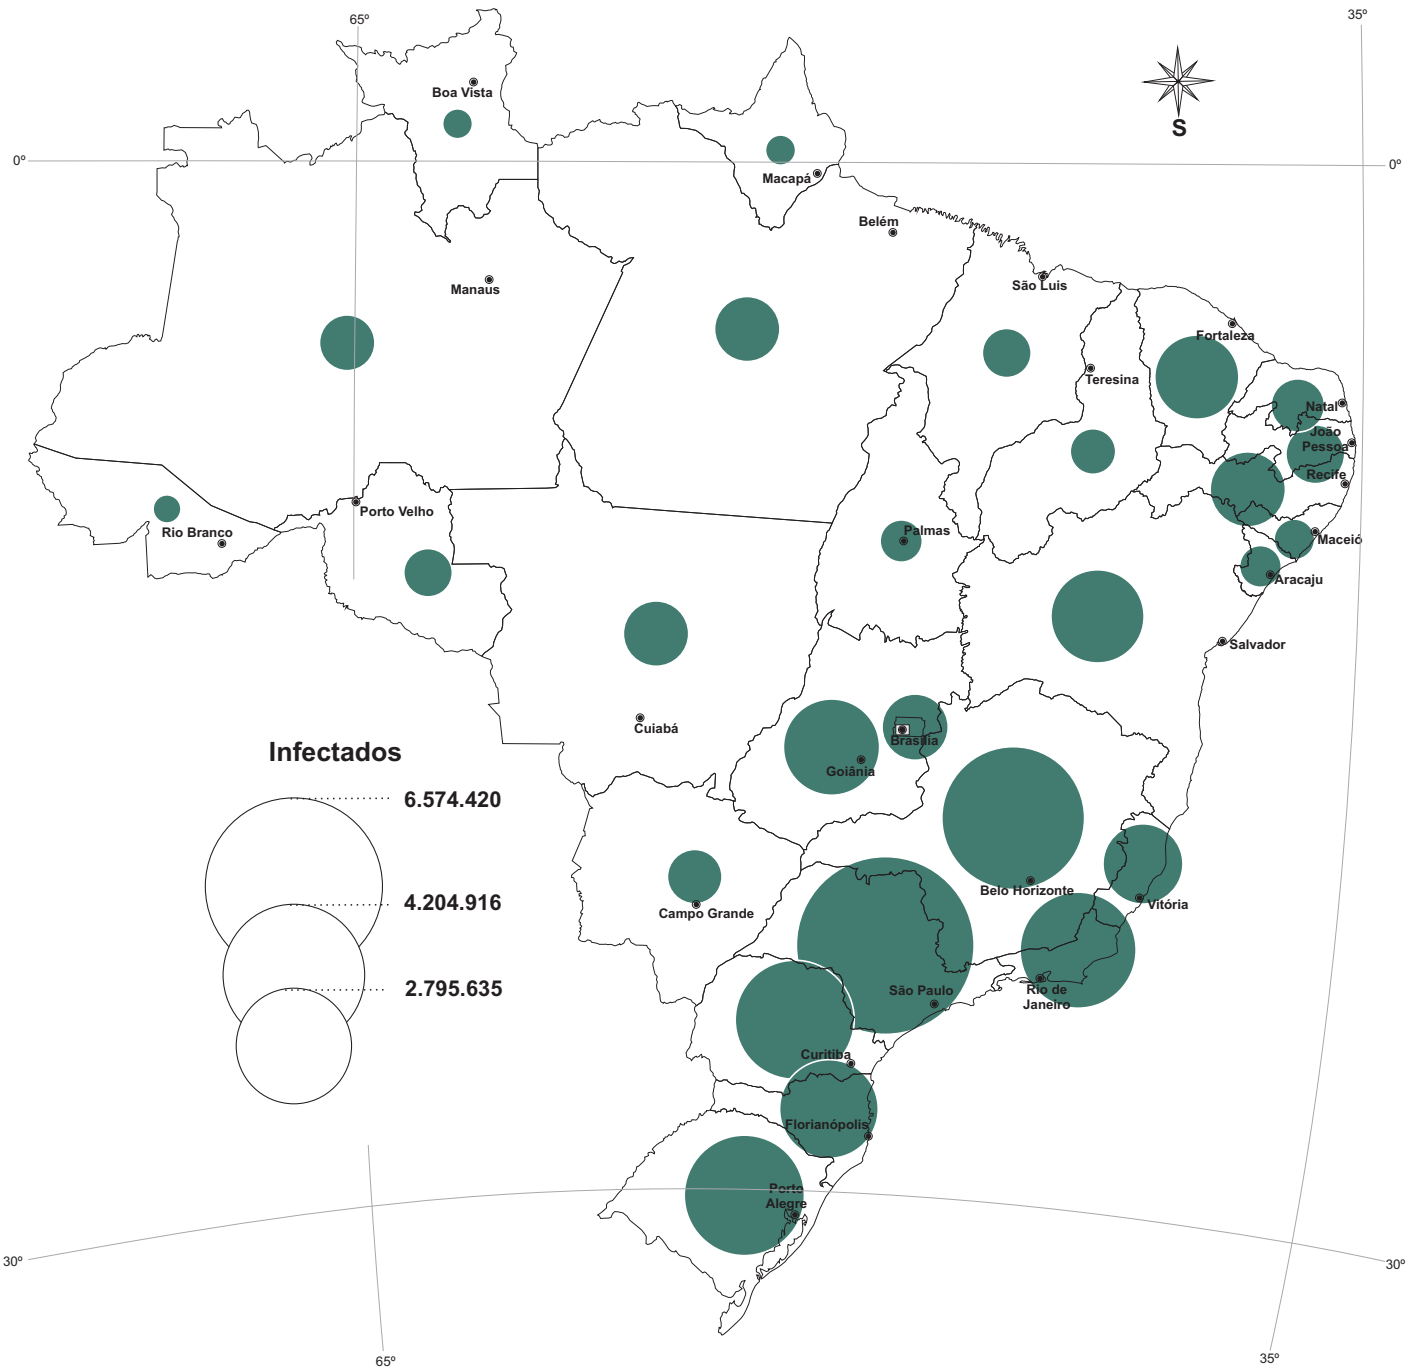 65º
35º
Boa Vista
S
0º
0º
Macapá
Belém
Manaus
São Luis
Fortaleza
Teresina
Natal
João
Pessoa
Recife
Porto Velho
Rio Branco
Palmas
Maceió
Aracaju
Salvador
Cuiabá
Brasília
Goiânia
Infectados
6.574.420
4.204.916
2.795.635
Belo Horizonte
Vitória
Campo Grande
São Paulo
Rio de
Janeiro
Curitiba
Florianópolis
Porto
Alegre
30º
30º
65º
35º